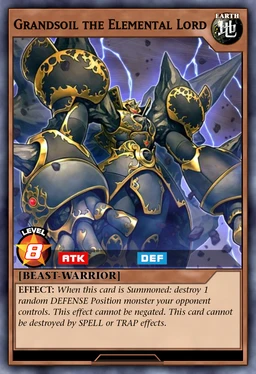 GRANDSOIL THE ELEMENTAL LORD
EARTH
地
LEVEL
8
ATK DEF
[BEAST-WARRIOR]
EFFECT: When this card is Summoned: destroy 1
random DEFENSE Position monster your opponent
controls. This effect cannot be negated. This card cannot
be destroyed by SPELL or TRAP effects.